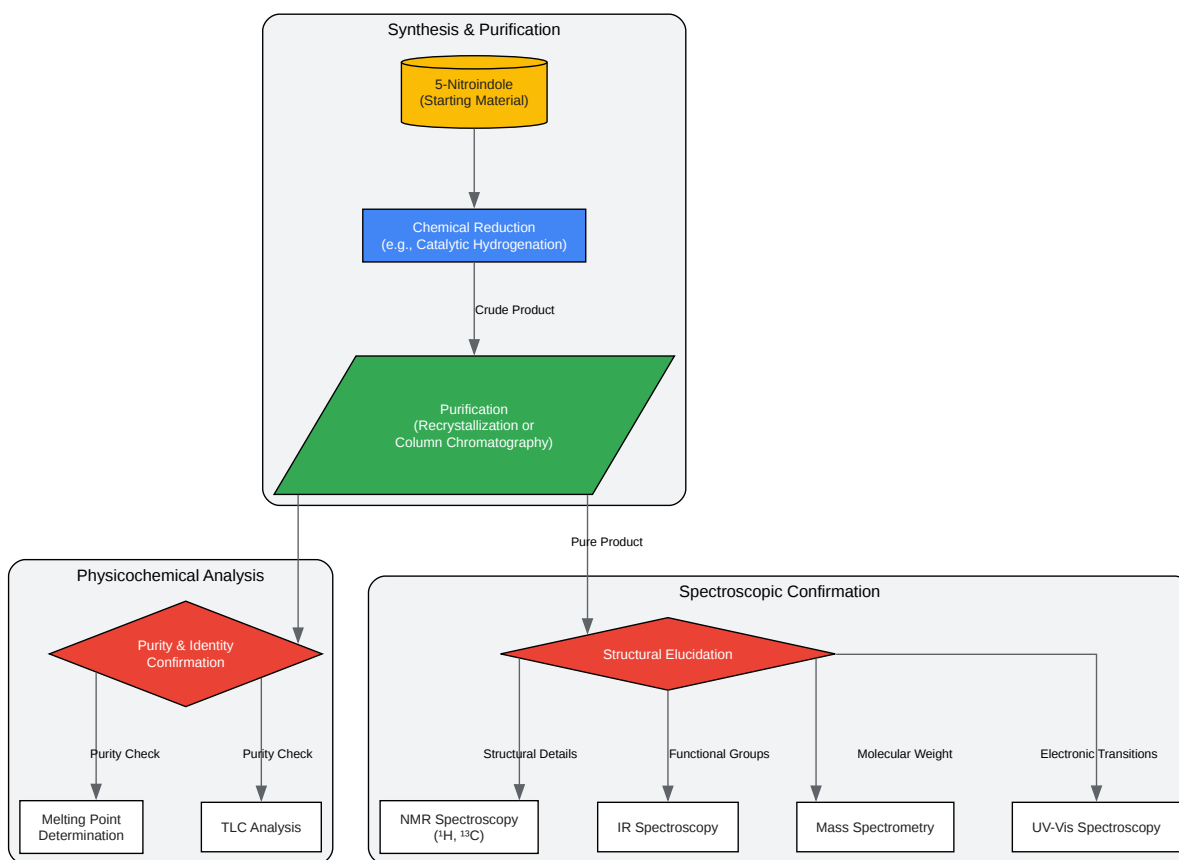 Synthesis & Purification
5-Nitroindole
(Starting Material)
Chemical Reduction
(e.g., Catalytic Hydrogenation)
Crude Product
Purification
(Recrystallization or
Column Chromatography)
Pure Product
Physicochemical Analysis
Purity & Identity
Confirmation
Purity Check
Purity Check
Melting Point
Determination
TLC Analysis
Spectroscopic Confirmation
Structural Elucidation
Structural Details
Functional Groups
Molecular Weight
Electronic Transitions
NMR Spectroscopy
(¹H, ¹³C)
IR Spectroscopy
Mass Spectrometry
UV-Vis Spectroscopy